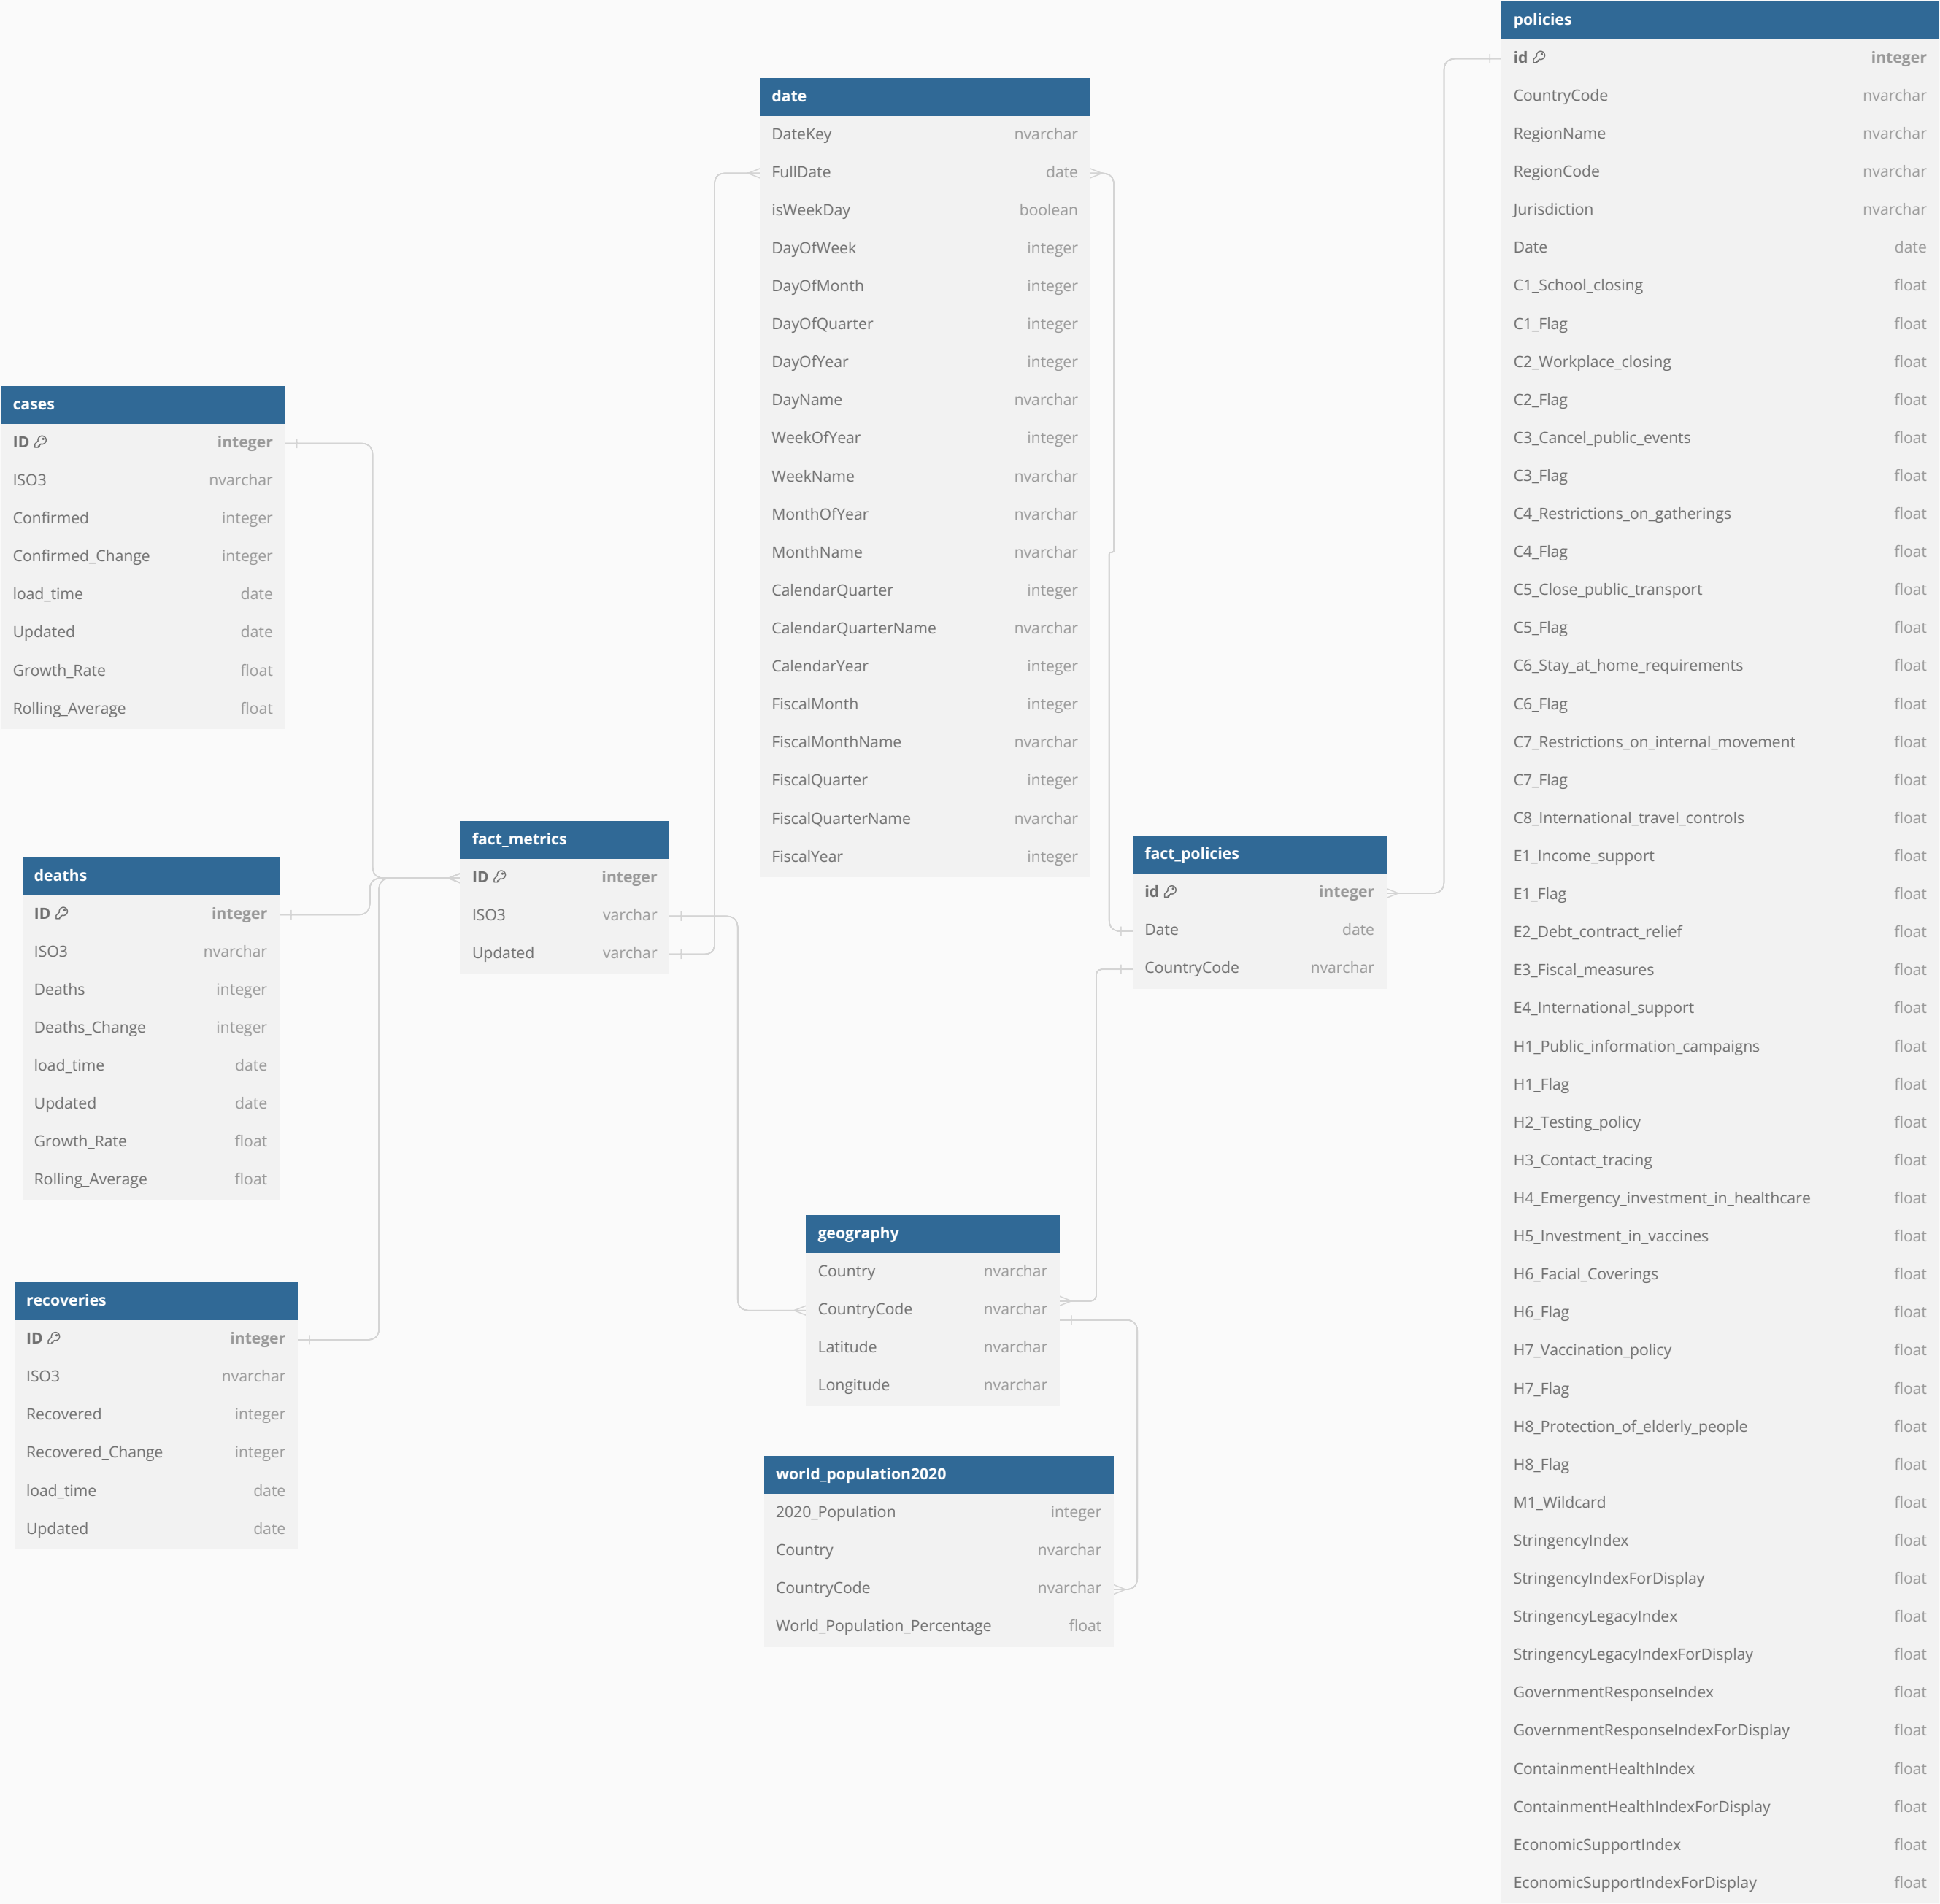 policies
id integer
CountryCode nvarchar
RegionName nvarchar
RegionCode nvarchar
Jurisdiction nvarchar
Date date
C1_School_closing float
C1_Flag float
C2_Workplace_closing float
C2_Flag float
C3_Cancel_public_events float
C3_Flag float
C4_Restrictions_on_gatherings float
C4_Flag float
C5_Close_public_transport float
C5_Flag float
C6_Stay_at_home_requirements float
C6_Flag float
C7_Restrictions_on_internal_movement float
C7_Flag float
C8_International_travel_controls float
E1_Income_support float
E1_Flag float
E2_Debt_contract_relief float
E3_Fiscal_measures float
E4_International_support float
H1_Public_information_campaigns float
H1_Flag float
H2_Testing_policy float
H3_Contact_tracing float
H4_Emergency_investment_in_healthcare float
H5_Investment_in_vaccines float
H6_Facial_Coverings float
H6_Flag float
H7_Vaccination_policy float
H7_Flag float
H8_Protection_of_elderly_people float
H8_Flag float
M1_Wildcard float
StringencyIndex float
StringencyIndexForDisplay float
StringencyLegacyIndex float
StringencyLegacyIndexForDisplay float
GovernmentResponseIndex float
GovernmentResponseIndexForDisplay float
ContainmentHealthIndex float
ContainmentHealthIndexForDisplay float
EconomicSupportIndex float
EconomicSupportIndexForDisplay float
date
DateKey nvarchar
FullDate date
isWeekDay boolean
DayOfWeek integer
DayOfMonth integer
DayOfQuarter integer
DayOfYear integer
DayName nvarchar
WeekOfYear integer
WeekName nvarchar
MonthOfYear nvarchar
MonthName nvarchar
CalendarQuarter integer
CalendarQuarterName nvarchar
CalendarYear integer
FiscalMonth integer
FiscalMonthName nvarchar
FiscalQuarter integer
FiscalQuarterName nvarchar
FiscalYear integer
cases
ID integer
ISO3 nvarchar
Confirmed integer
Confirmed_Change integer
load_time date
Updated date
Growth_Rate float
Rolling_Average float
fact_metrics
ID integer
ISO3 varchar
Updated varchar
fact_policies
id integer
Date date
CountryCode nvarchar
deaths
ID integer
ISO3 nvarchar
Deaths integer
Deaths_Change integer
load_time date
Updated date
Growth_Rate float
Rolling_Average float
geography
Country nvarchar
CountryCode nvarchar
Latitude nvarchar
Longitude nvarchar
recoveries
ID integer
ISO3 nvarchar
Recovered integer
Recovered_Change integer
load_time date
Updated date
world_population2020
2020_Population integer
Country nvarchar
CountryCode nvarchar
World_Population_Percentage float